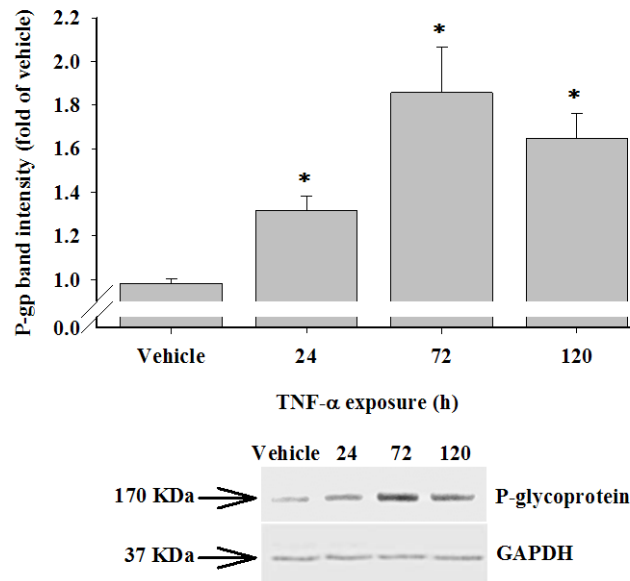 P-gp band intensity (fold of vehicle)
2.2
2.0
1.8
1.6
1.4
1.2
1.0
0.0
*
*
*
Vehicle 24 72 120
TNF-α exposure (h)
Vehicle 24 72 120
170 KDa P-glycoprotein
37 KDa GAPDH